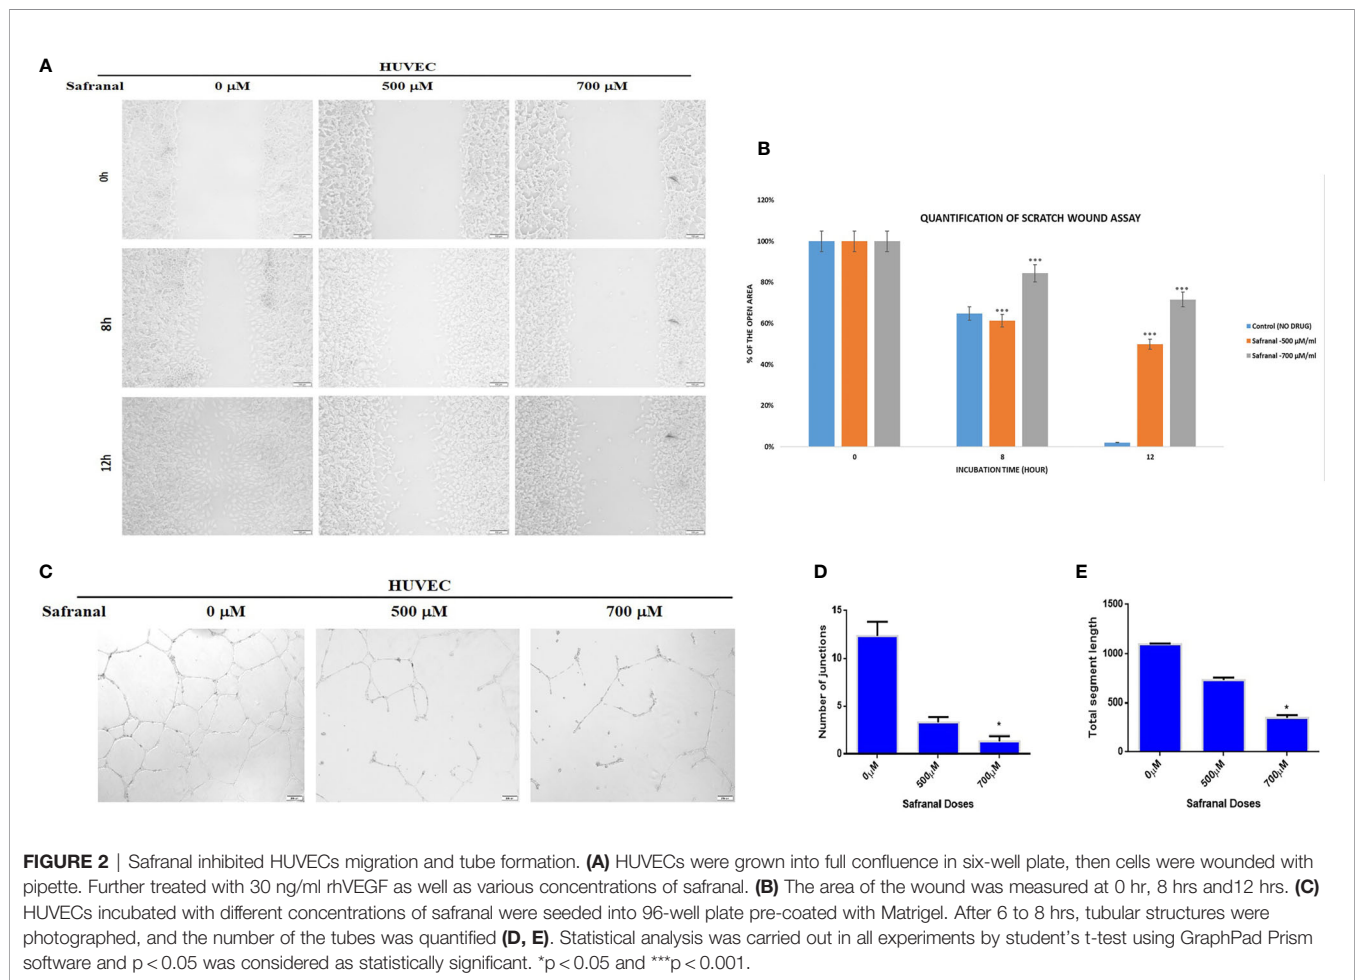 A
HUVEC
Safranal 0 µM 500 µM 700 µM
0h
8h
12h
B
QUANTIFICATION OF SCRATCH WOUND ASSAY
120%
100%
80%
60%
40%
20%
0%
% OF THE OPEN AREA
***
***
***
***
0 8 12
INCUBATION TIME (HOUR)
Control (NO DRUG)
Safranal -500 µM/ml
Safranal -700 µM/ml
C
HUVEC
Safranal 0 µM 500 µM 700 µM
D
Number of junctions
15
10
5
0
*
0µM 500µM 700µM
Safranal Doses
E
Total segment length
1500
1000
500
0
*
0µM 500µM 700µM
Safranal Doses
FIGURE 2 | Safranal inhibited HUVECs migration and tube formation. (A) HUVECs were grown into full confluence in six-well plate, then cells were wounded with
pipette. Further treated with 30 ng/ml rhVEGF as well as various concentrations of safranal. (B) The area of the wound was measured at 0 hr, 8 hrs and12 hrs. (C)
HUVECs incubated with different concentrations of safranal were seeded into 96-well plate pre-coated with Matrigel. After 6 to 8 hrs, tubular structures were
photographed, and the number of the tubes was quantified (D, E). Statistical analysis was carried out in all experiments by student's t-test using GraphPad Prism
software and p < 0.05 was considered as statistically significant. *p < 0.05 and ***p < 0.001.